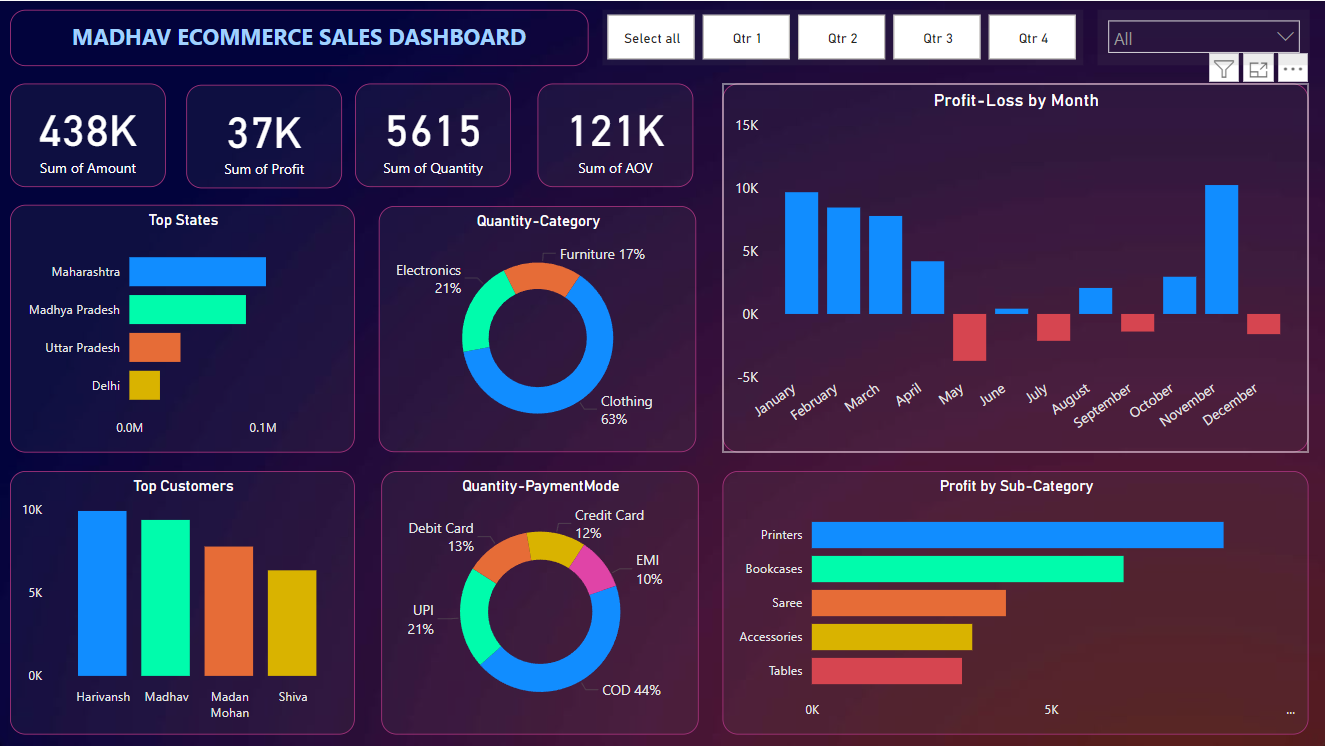 MADHAV ECOMMERCE SALES DASHBOARD
Select all
Qtr 1
Qtr 2
Qtr 3
Qtr 4
All
438K
Sum of Amount
37K
Sum of Profit
5615
Sum of Quantity
121K
Sum of AOV
Profit-Loss by Month
15K
10K
5K
0K
-5K
January
February
March
April
May
June
July
August
September
October
November
December
Top States
Maharashtra
Madhya Pradesh
Uttar Pradesh
Delhi
0.0M
0.1M
Quantity-Category
Furniture 17%
Electronics
21%
Clothing
63%
Top Customers
10K
5K
0K
Harivansh
Madhav
Madan
Mohan
Shiva
Quantity-PaymentMode
Credit Card
12%
Debit Card
13%
EMI
10%
UPI
21%
COD 44%
Profit by Sub-Category
Printers
Bookcases
Saree
Accessories
Tables
0K
5K
...